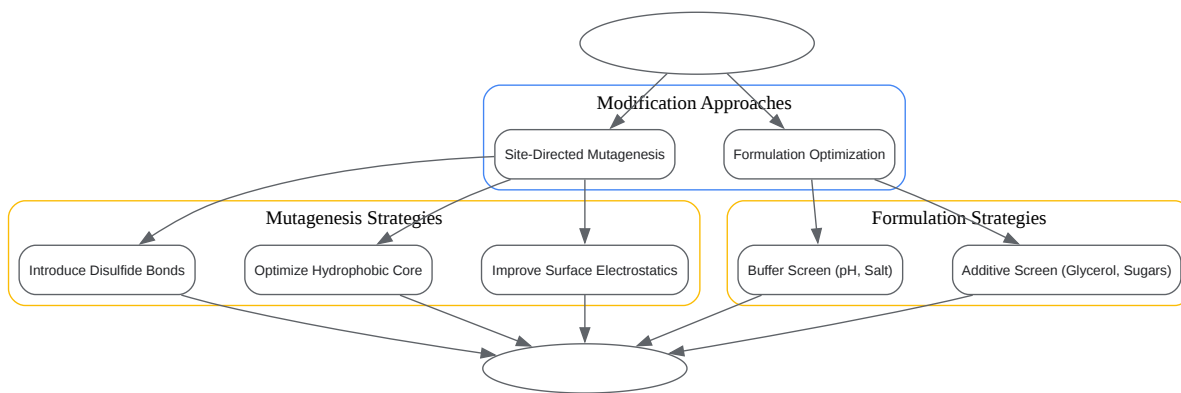 Modification Approaches
Site-Directed Mutagenesis
Formulation Optimization
Mutagenesis Strategies
Formulation Strategies
Introduce Disulfide Bonds
Optimize Hydrophobic Core
Improve Surface Electrostatics
Buffer Screen (pH, Salt)
Additive Screen (Glycerol, Sugars)